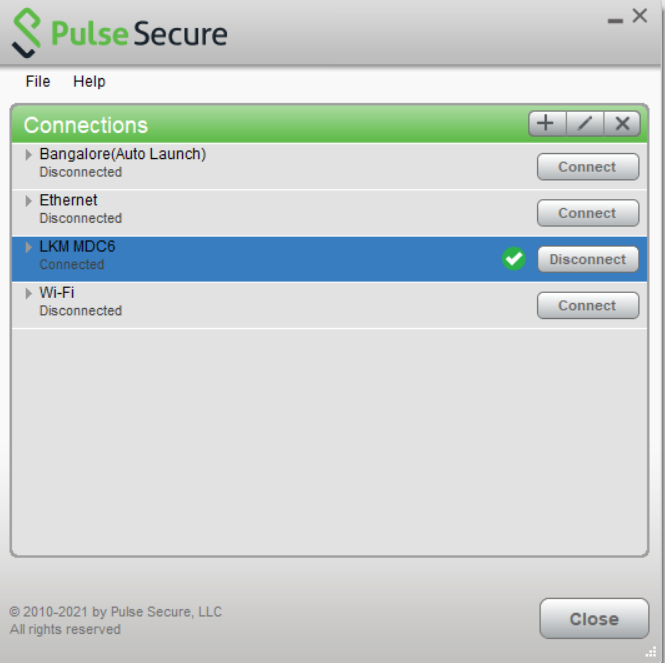 Pulse Secure
File Help
Connections
Bangalore(Auto Launch)
Disconnected
Connect
Ethernet
Disconnected
Connect
LKM MDC6
Connected
Disconnect
Wi-Fi
Disconnected
Connect
© 2010-2021 by Pulse Secure, LLC
All rights reserved
Close